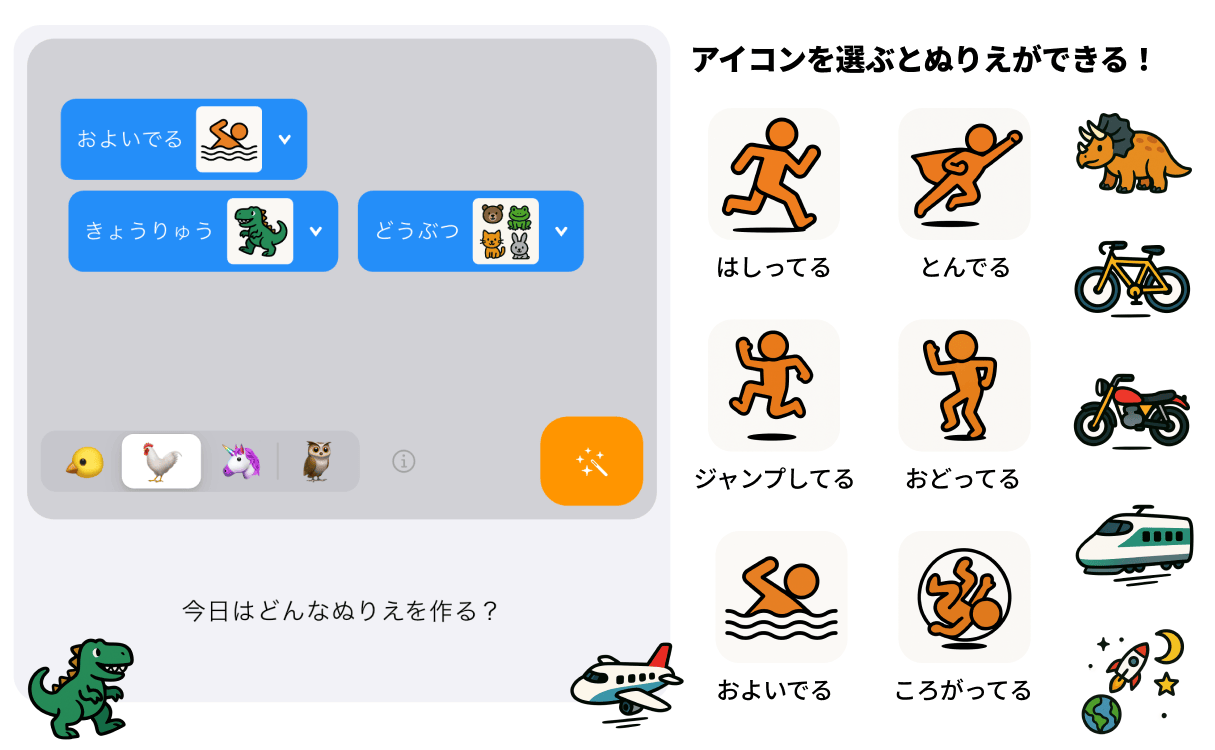 アイコンを選ぶとぬりえができる！
およいでる
きょうりゅう
どうぶつ
今日はどんなぬりえを作る？
はしってる
とんでる
ジャンプしてる
おどってる
およいでる
ころがってる